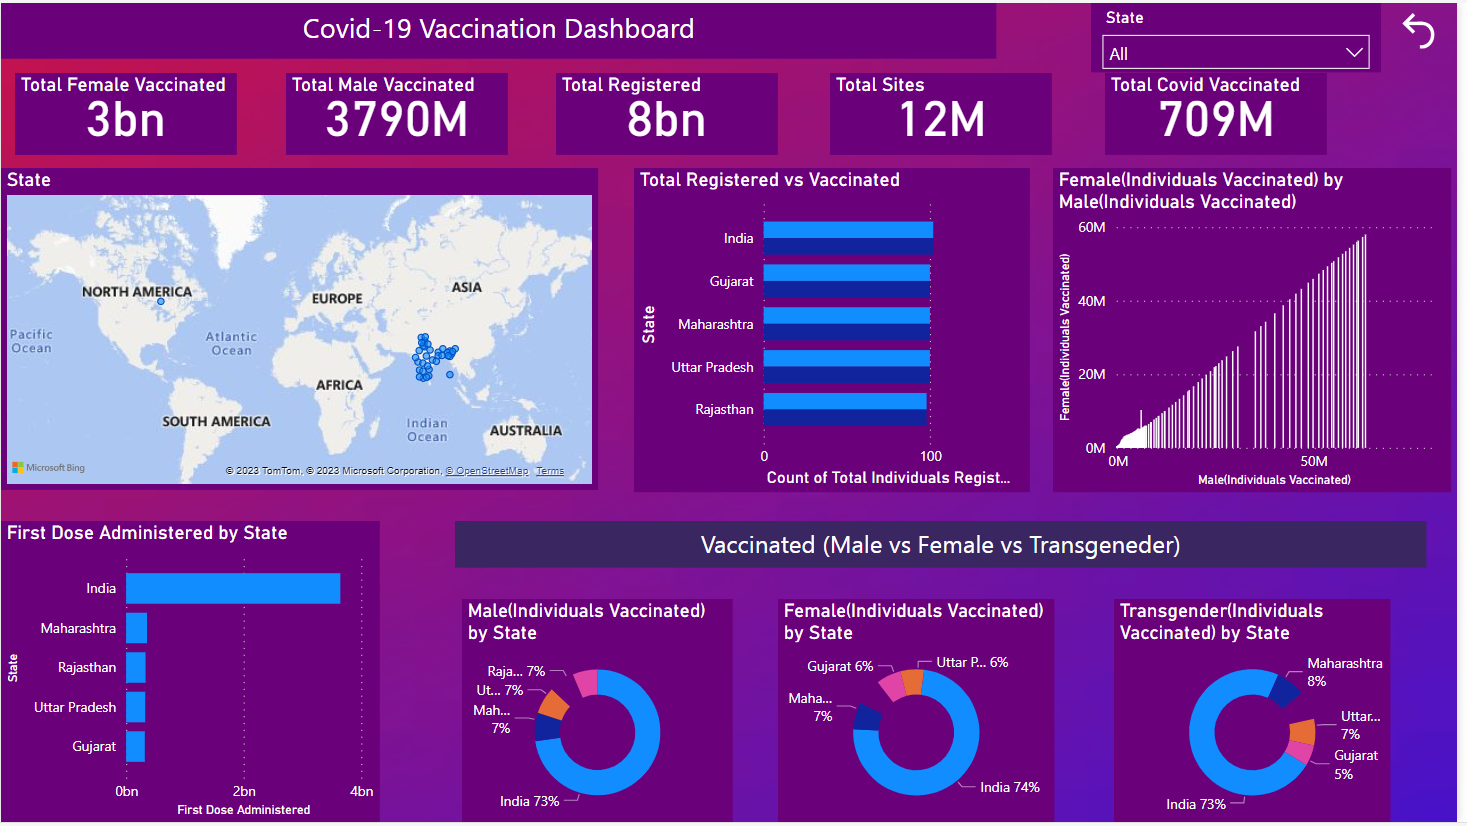 Covid-19 Vaccination Dashboard
State
All
Total Female Vaccinated
3bn
Total Male Vaccinated
3790M
Total Registered
8bn
Total Sites
12M
Total Covid Vaccinated
709M
State
NORTH AMERICA
EUROPE
ASIA
Pacific
Ocean
Atlantic
Ocean
AFRICA
SOUTH AMERICA
Indian
Ocean
AUSTRALIA
Microsoft Bing
© 2023 TomTom, © 2023 Microsoft Corporation, © OpenStreetMap Terms
Total Registered vs Vaccinated
State
India
Gujarat
Maharashtra
Uttar Pradesh
Rajasthan
0
100
Count of Total Individuals Regist...
Female(Individuals Vaccinated) by
Male(Individuals Vaccinated)
Female(Individuals Vaccinated)
60M
40M
20M
0M
0M
50M
Male(Individuals Vaccinated)
First Dose Administered by State
State
India
Maharashtra
Rajasthan
Uttar Pradesh
Gujarat
0bn
2bn
4bn
First Dose Administered
Vaccinated (Male vs Female vs Transgeneder)
Male(Individuals Vaccinated)
by State
Raja... 7%
Ut... 7%
Mah...
7%
India 73%
Female(Individuals Vaccinated)
by State
Gujarat 6%
Uttar P... 6%
Maha...
7%
India 74%
Transgender(Individuals
Vaccinated) by State
Maharashtra
8%
Uttar...
7%
Gujarat
5%
India 73%